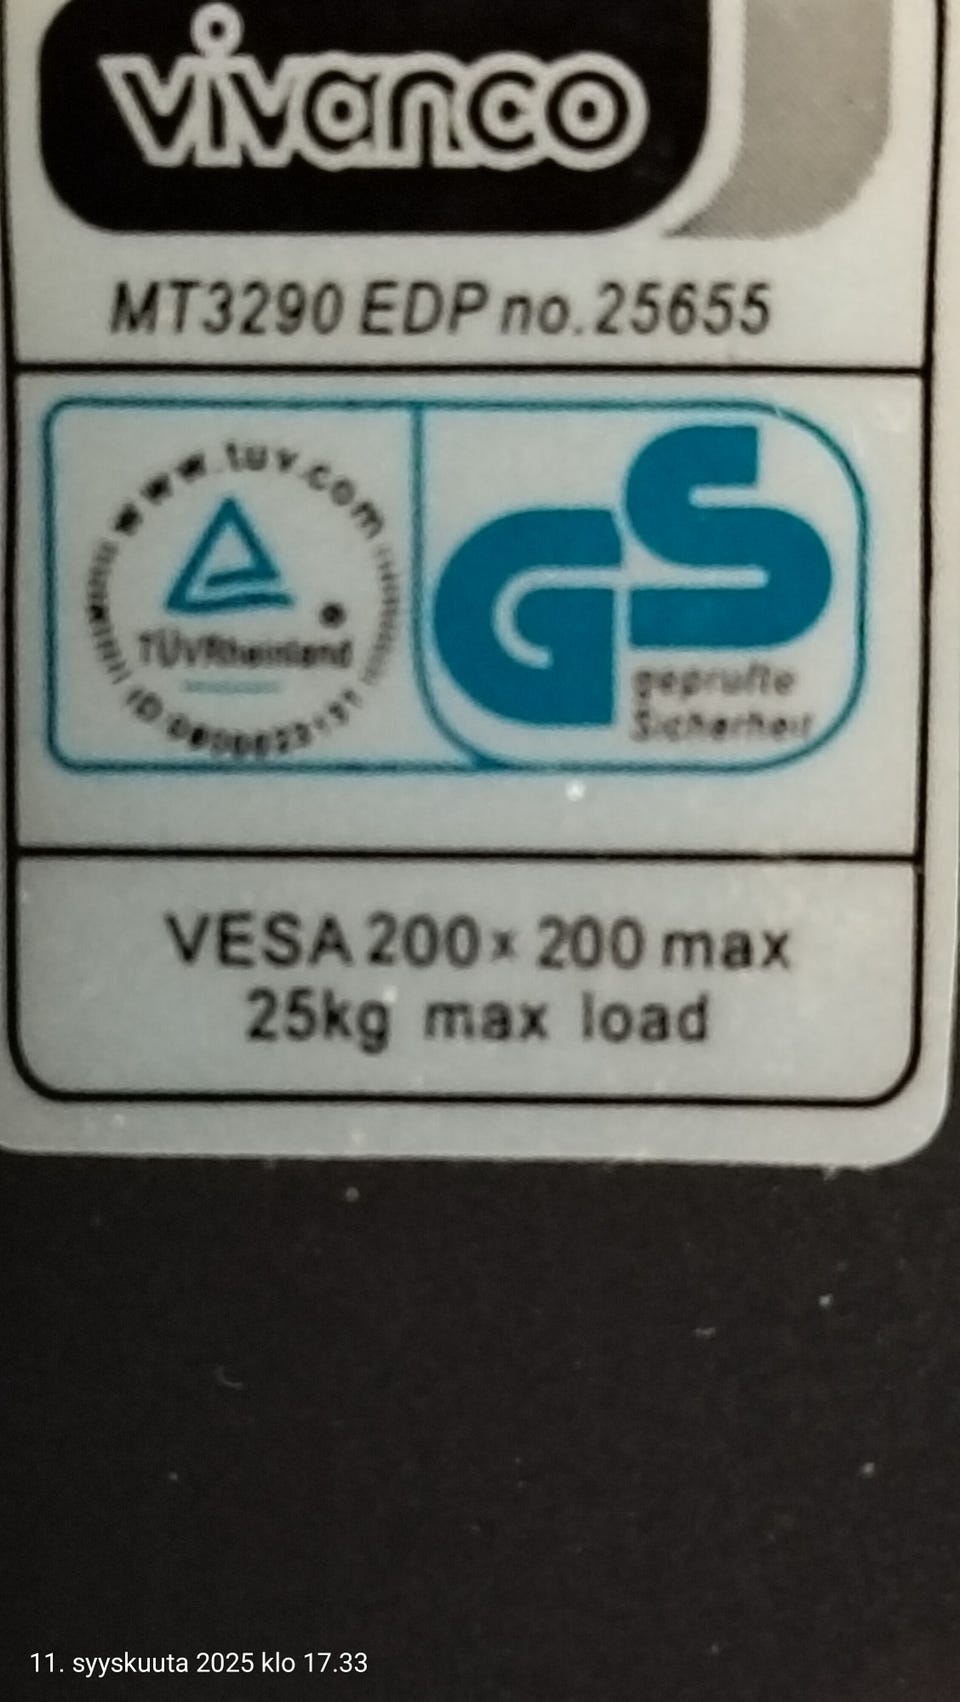 vivanco
MT3290 EDP no.25655
www.tuv.com
TÜVRheinland
GS
geprüfte
Sicherheit
VESA 200x 200 max
25kg max load
11. syyskuuta 2025 klo 17.33